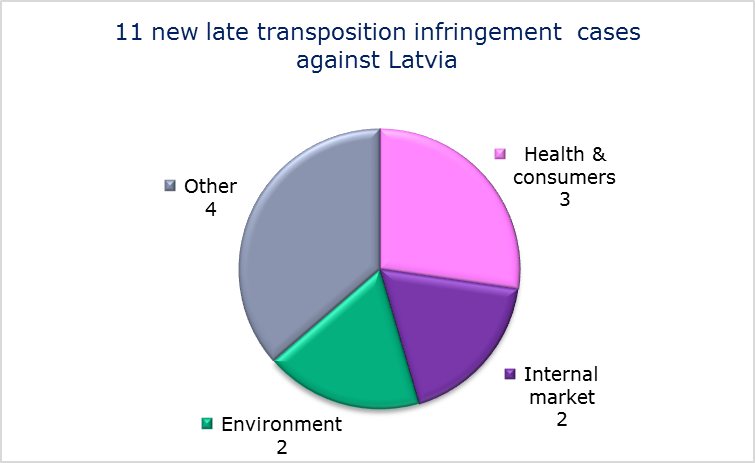 11 new late transposition infringement cases
against Latvia
Health &
consumers
3
Other
4
Internal
market
2
Environment
2